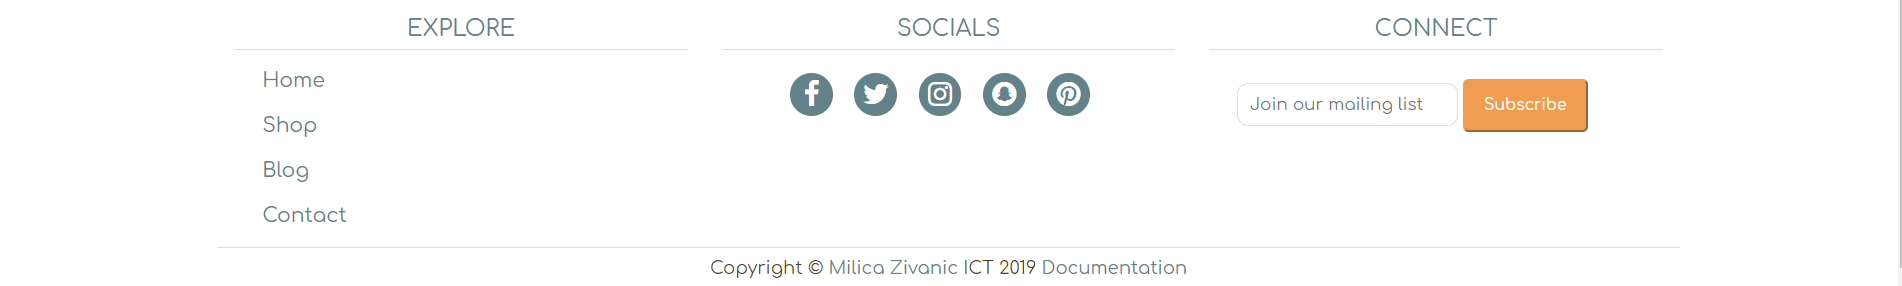 EXPLORE
Home
Shop
Blog
Contact
SOCIALS
CONNECT
Join our mailing list
Subscribe
Copyright © Milica Zivanic ICT 2019 Documentation